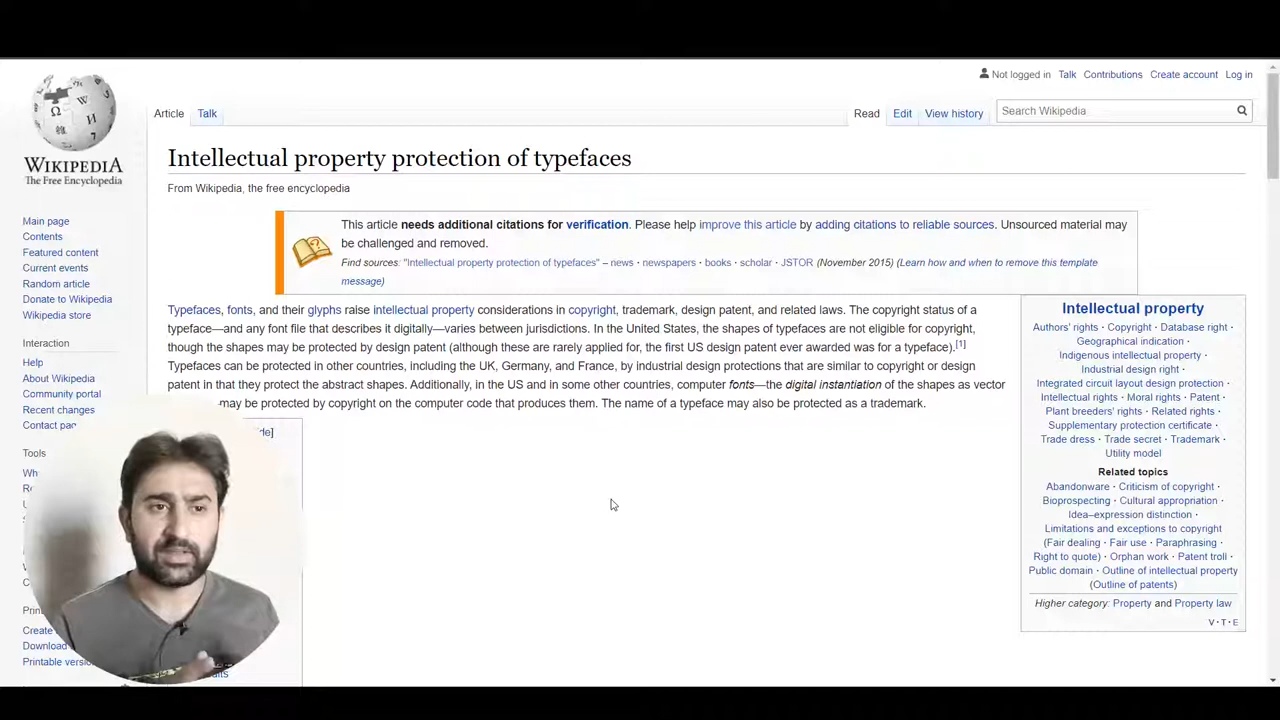 Not logged in Talk Contributions Create account Log in
Article Talk
Read Edit View history
Search Wikipedia
WIKIPEDIA
The Free Encyclopedia
Intellectual property protection of typefaces
From Wikipedia, the free encyclopedia
This article needs additional citations for verification. Please help improve this article by adding citations to reliable sources. Unsourced material may
be challenged and removed.
Find sources: "Intellectual property protection of typefaces" – news · newspapers · books · scholar · JSTOR (November 2015) (Learn how and when to remove this template
message)
Typefaces, fonts, and their glyphs raise intellectual property considerations in copyright, trademark, design patent, and related laws. The copyright status of a
typeface—and any font file that describes it digitally—varies between jurisdictions. In the United States, the shapes of typefaces are not eligible for copyright,
though the shapes may be protected by design patent (although these are rarely applied for, the first US design patent ever awarded was for a typeface).[1]
Typefaces can be protected in other countries, including the UK, Germany, and France, by industrial design protections that are similar to copyright or design
patent in that they protect the abstract shapes. Additionally, in the US and in some other countries, computer fonts—the digital instantiation of the shapes as vector
may be protected by copyright on the computer code that produces them. The name of a typeface may also be protected as a trademark.
Main page
Contents
Featured content
Current events
Random article
Donate to Wikipedia
Wikipedia store
Interaction
Help
About Wikipedia
Community portal
Recent changes
Contact pag
Tools
Wh
Create
Download
Printable versio
Intellectual property
Authors' rights · Copyright · Database right ·
Geographical indication ·
Indigenous intellectual property ·
Industrial design right ·
Integrated circuit layout design protection ·
Intellectual rights · Moral rights · Patent ·
Plant breeders' rights · Related rights ·
Supplementary protection certificate ·
Trade dress · Trade secret · Trademark ·
Utility model
Related topics
Abandonware · Criticism of copyright ·
Bioprospecting · Cultural appropriation ·
Idea–expression distinction ·
Limitations and exceptions to copyright
(Fair dealing · Fair use · Paraphrasing ·
Right to quote) · Orphan work · Patent troll ·
Public domain · Outline of intellectual property
(Outline of patents)
Higher category: Property and Property law
V · T · E